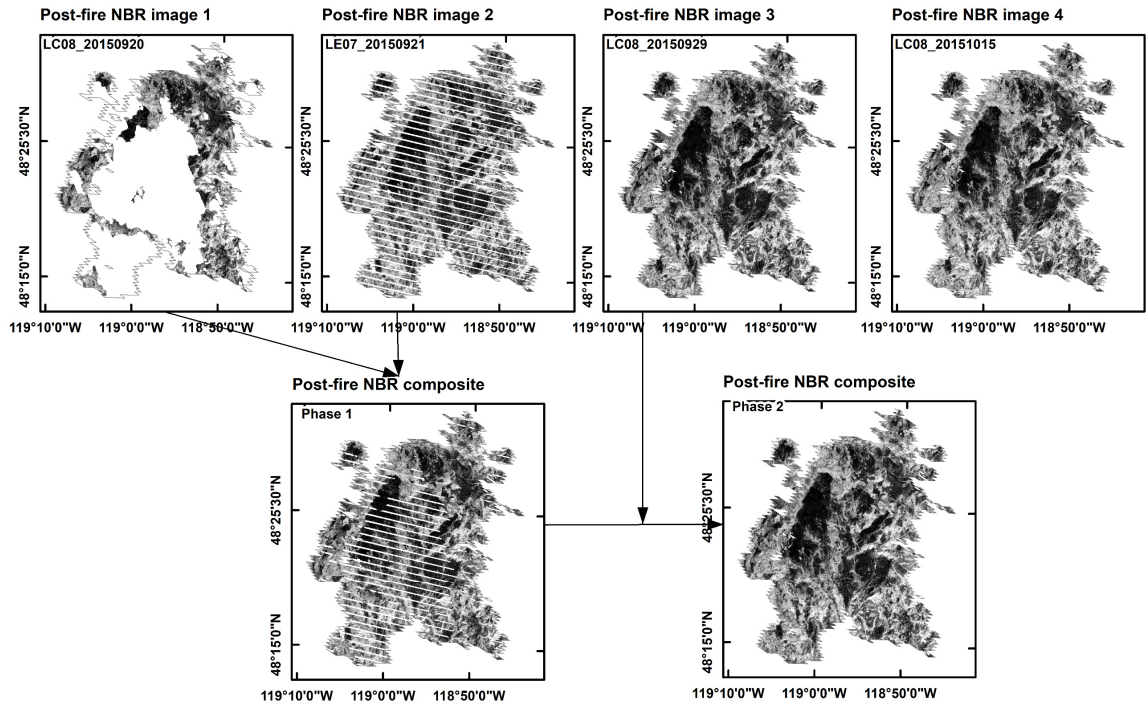 Post-fire NBR image 1
Post-fire NBR image 2
Post-fire NBR image 3
Post-fire NBR image 4
LC08_20150920
LE07_20150921
LC08_20150929
LC08_20151015
48°25'30"N
48°15'0"N
48°25'30"N
48°15'0"N
48°25'30"N
48°15'0"N
48°25'30"N
48°15'0"N
119°10'0"W 119°0'0"W 118°50'0"W
119°10'0"W 119°0'0"W 118°50'0"W
119°10'0"W 119°0'0"W 118°50'0"W
119°10'0"W 119°0'0"W 118°50'0"W
Post-fire NBR composite
Phase 1
48°25'30"N
48°15'0"N
119°10'0"W 119°0'0"W 118°50'0"W
Post-fire NBR composite
Phase 2
48°25'30"N
48°15'0"N
119°10'0"W 119°0'0"W 118°50'0"W